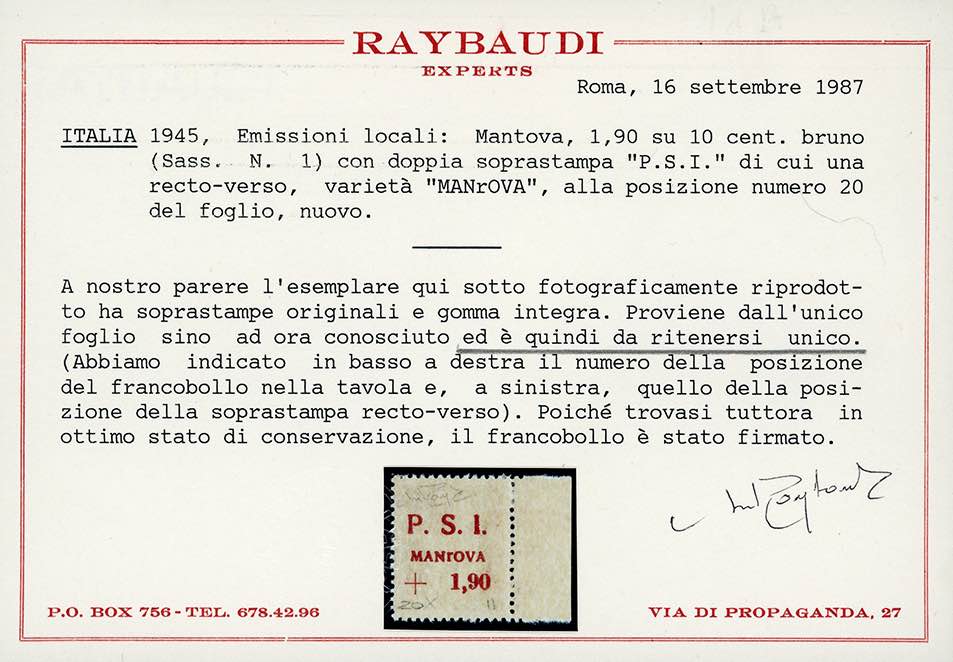 RAYBAUDI
EXPERTS
Roma, 16 settembre 1987
ITALIA 1945, Emissioni locali: Mantova, 1,90 su 10 cent. bruno
(Sass. N. 1) con doppia soprastampa "P.S.I." di cui una
recto-verso, varietà "MANrOVA", alla posizione numero 20
del foglio, nuovo.
A nostro parere l'esemplare qui sotto fotograficamente riprodot-
to ha soprastampe originali e gomma integra. Proviene dall'unico
foglio sino ad ora conosciuto ed è quindi da ritenersi unico.
(Abbiamo indicato in basso a destra il numero della posizione
del francobollo nella tavola e, a sinistra, quello della posi-
zione della soprastampa recto-verso). Poiché trovasi tuttora in
ottimo stato di conservazione, il francobollo è stato firmato.
P. S. I.
MANrOVA
+ 1,90
20 11
P.O. BOX 756 - TEL. 678.42.96
VIA DI PROPAGANDA, 27